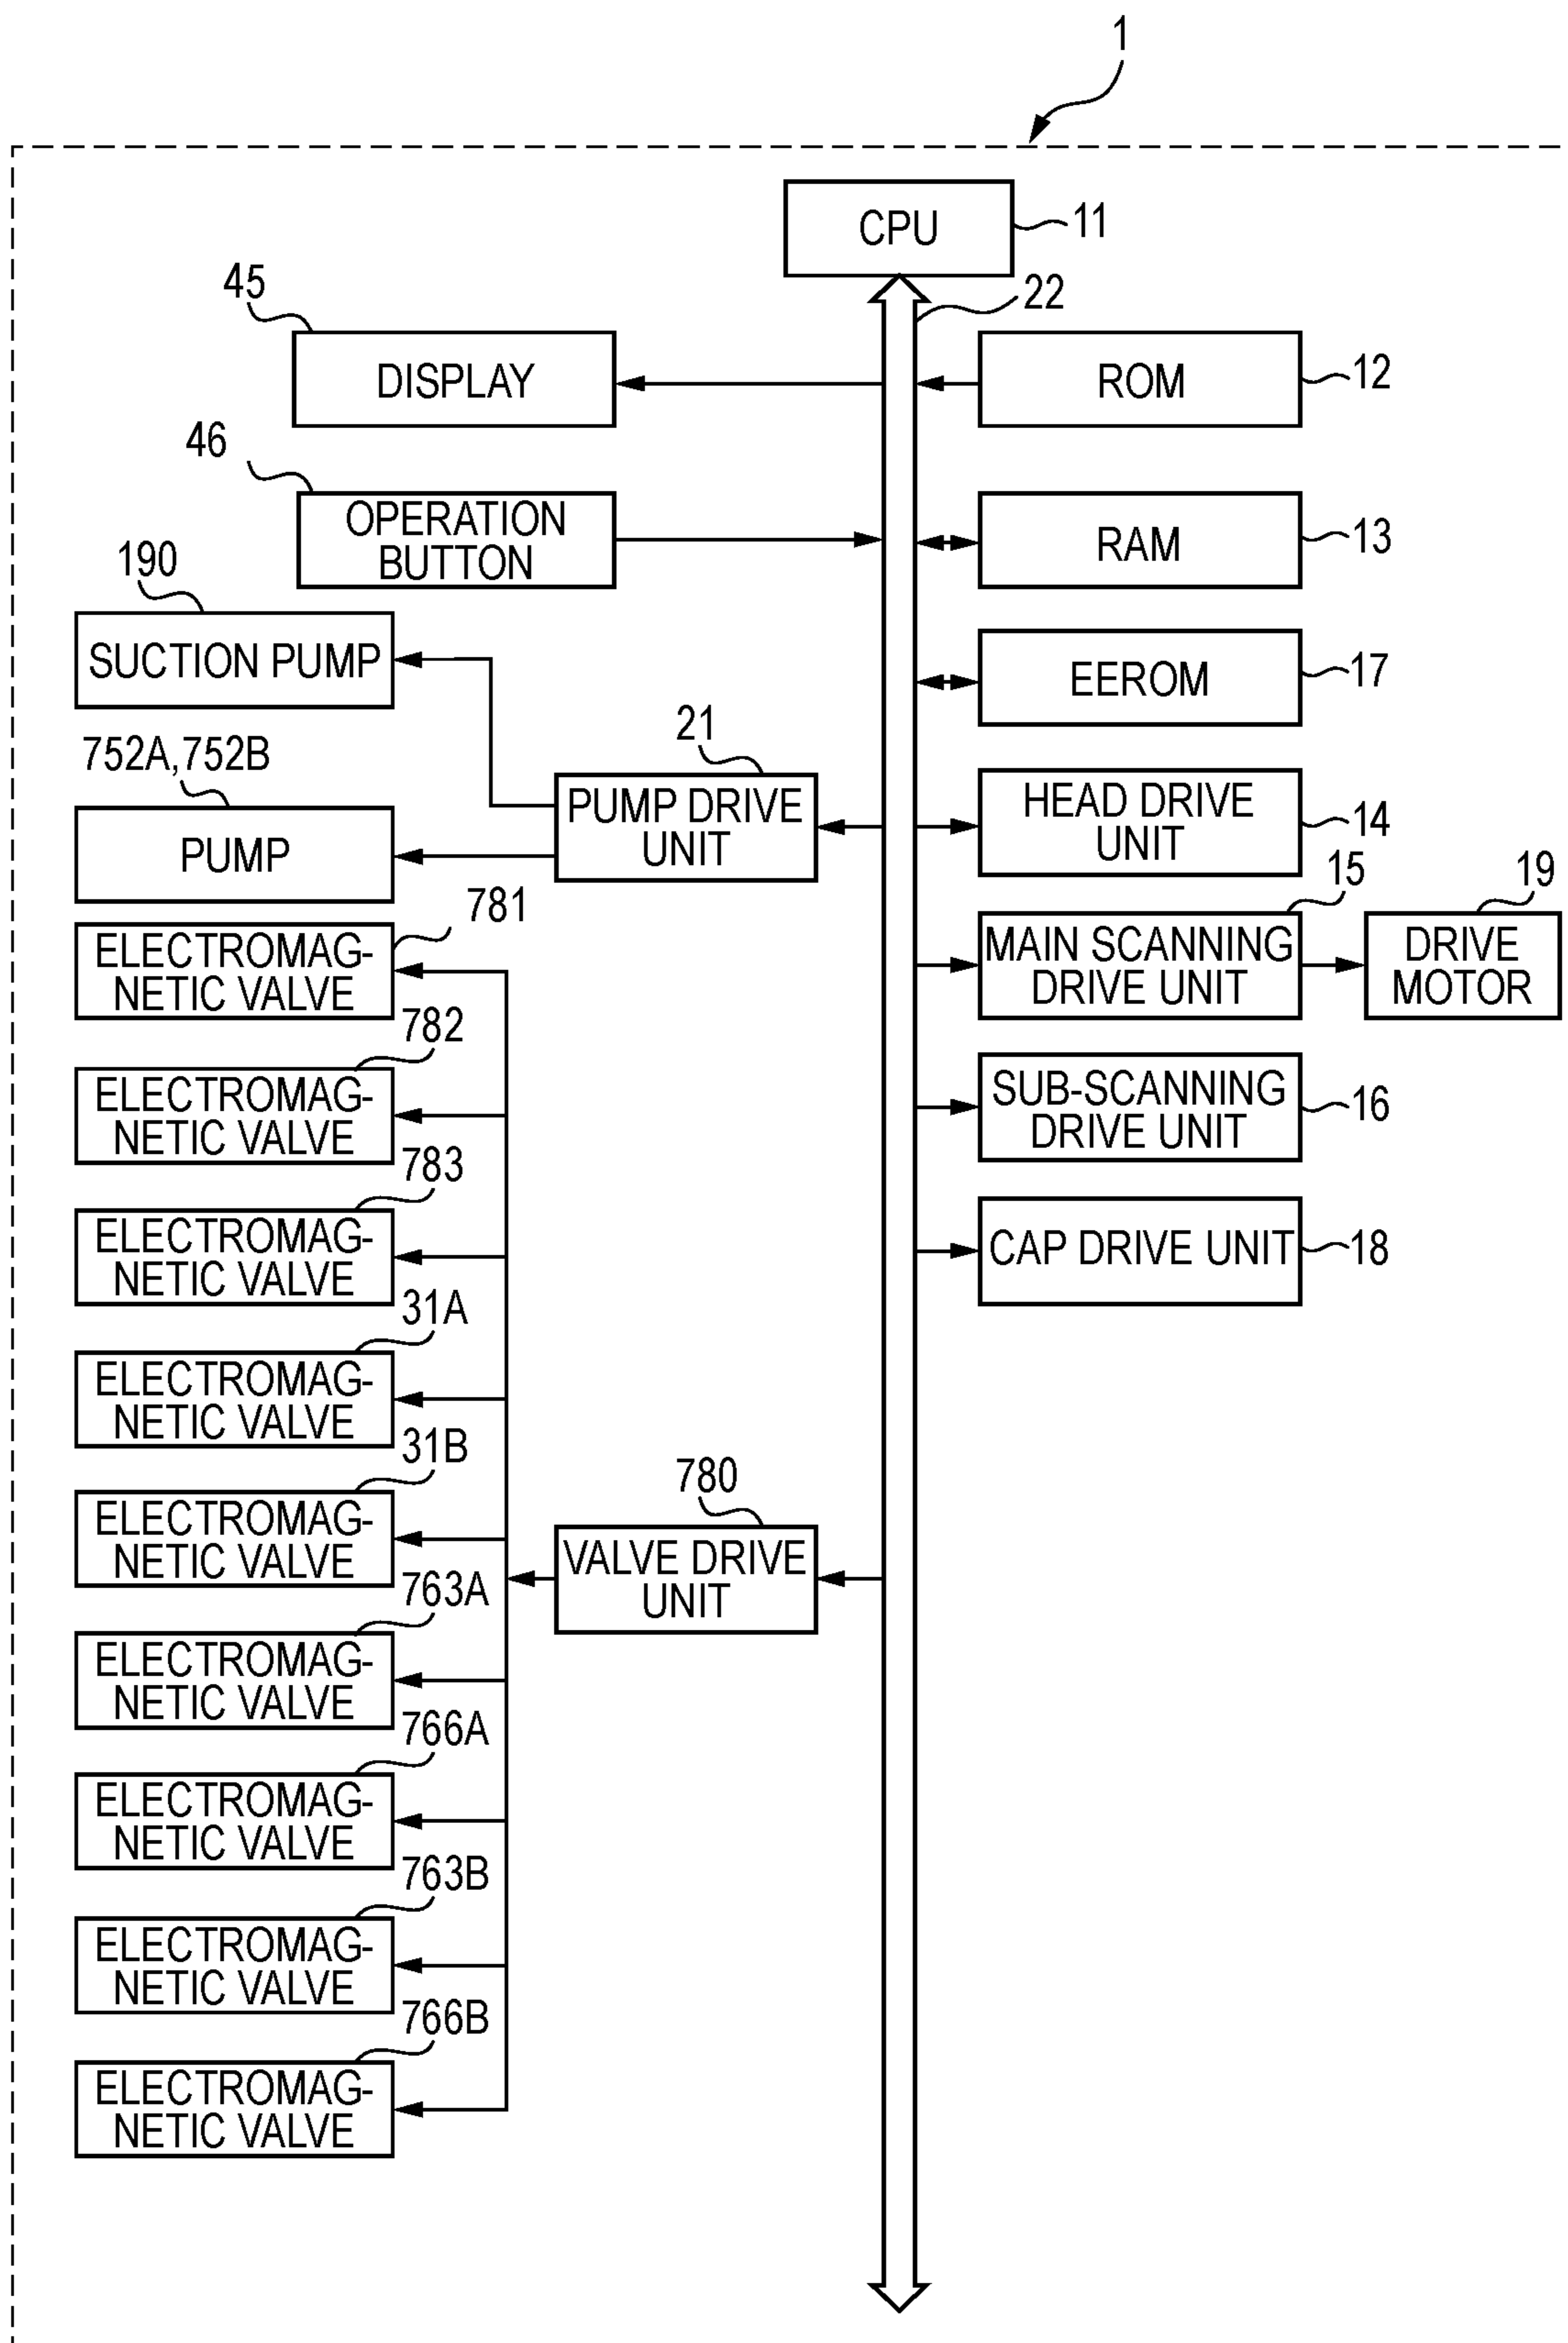 1
CPU
11
22
45
DISPLAY
ROM
12
46
OPERATION
BUTTON
RAM
13
190
SUCTION PUMP
EEROM
17
752A,752B
PUMP
21
PUMP DRIVE
UNIT
HEAD DRIVE
UNIT
14
781
ELECTROMAG-
NETIC VALVE
15
MAIN SCANNING
DRIVE UNIT
19
DRIVE
MOTOR
782
ELECTROMAG-
NETIC VALVE
SUB-SCANNING
DRIVE UNIT
16
783
ELECTROMAG-
NETIC VALVE
CAP DRIVE UNIT
18
31A
ELECTROMAG-
NETIC VALVE
31B
ELECTROMAG-
NETIC VALVE
780
VALVE DRIVE
UNIT
763A
ELECTROMAG-
NETIC VALVE
766A
ELECTROMAG-
NETIC VALVE
763B
ELECTROMAG-
NETIC VALVE
766B
ELECTROMAG-
NETIC VALVE